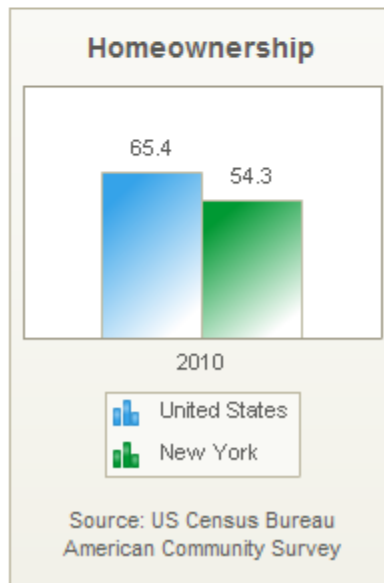 Homeownership
65.4
54.3
2010
United States
New York
Source: US Census Bureau
American Community Survey